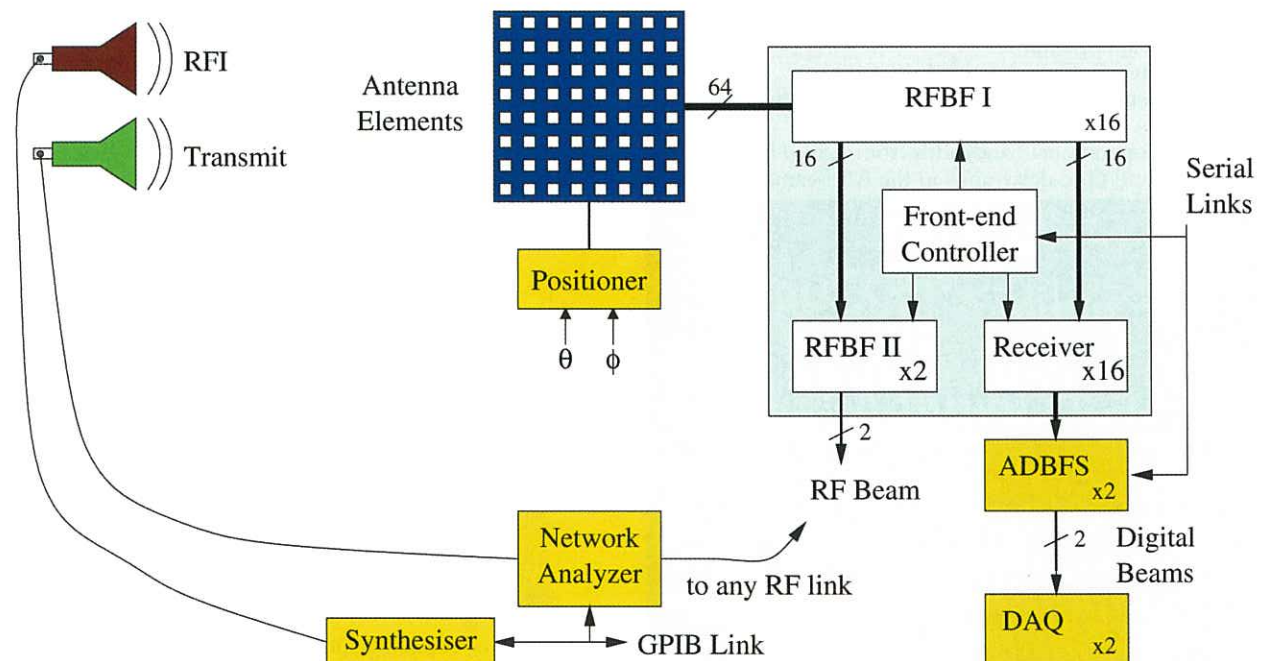 RFI
Transmit
Antenna
Elements
64
RFBF I
x16
16
16
Serial
Links
Front-end
Controller
Positioner
θ
ϕ
RFBF II
x2
Receiver
x16
2
RF Beam
ADBFS
x2
2
Digital
Beams
DAQ
x2
Network
Analyzer
to any RF link
Synthesiser
GPIB Link